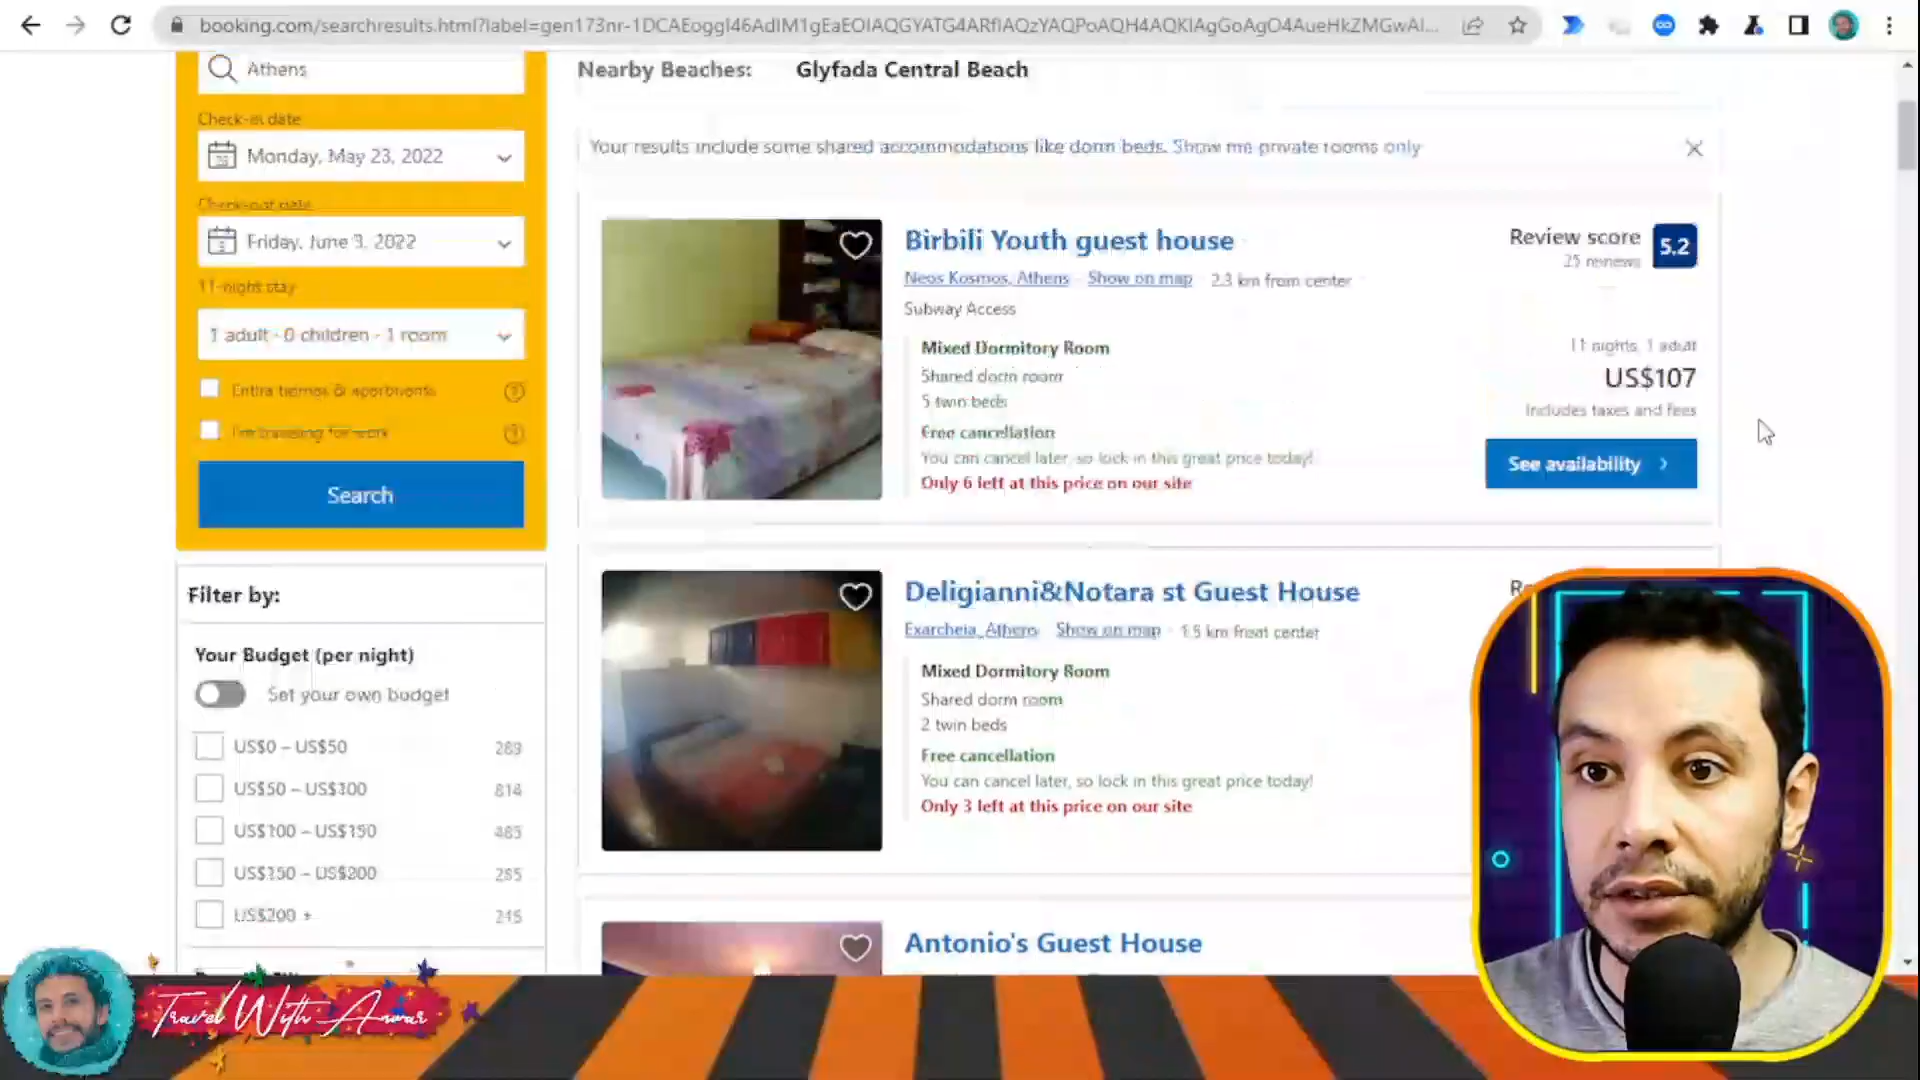 booking.com/searchresults.html?label=gen173nr-1DCAEoggI46AdIM1gEaEOIAQGYATG4ARfIAQzYAQPoAQH4AQKIAgGoAgO4AueHkZMGwAI...
Athens
Nearby Beaches: Glyfada Central Beach
Check-in date
Monday, May 23, 2022
Your results include some shared accommodations like dorm beds. Show me private rooms only
Check-out date
Friday, June 3, 2022
11-night stay
1 adult - 0 children - 1 room
Entire homes & apartments
I'm traveling for work
Search
Birbili Youth guest house
Review score 5.2
25 reviews
Neos Kosmos, Athens Show on map 2.3 km from center
Subway Access
Mixed Dormitory Room
Shared dorm room
5 twin beds
Free cancellation
You can cancel later, so lock in this great price today!
Only 6 left at this price on our site
11 nights, 1 adult
US$107
Includes taxes and fees
See availability
Filter by:
Your Budget (per night)
Set your own budget
US$0 – US$50 289
US$50 – US$100 814
US$100 – US$150 485
US$150 – US$200 285
US$200 + 245
Deligianni&Notara st Guest House
Exarcheia, Athens Show on map 1.5 km from center
Mixed Dormitory Room
Shared dorm room
2 twin beds
Free cancellation
You can cancel later, so lock in this great price today!
Only 3 left at this price on our site
Antonio's Guest House
Travel With Anwar